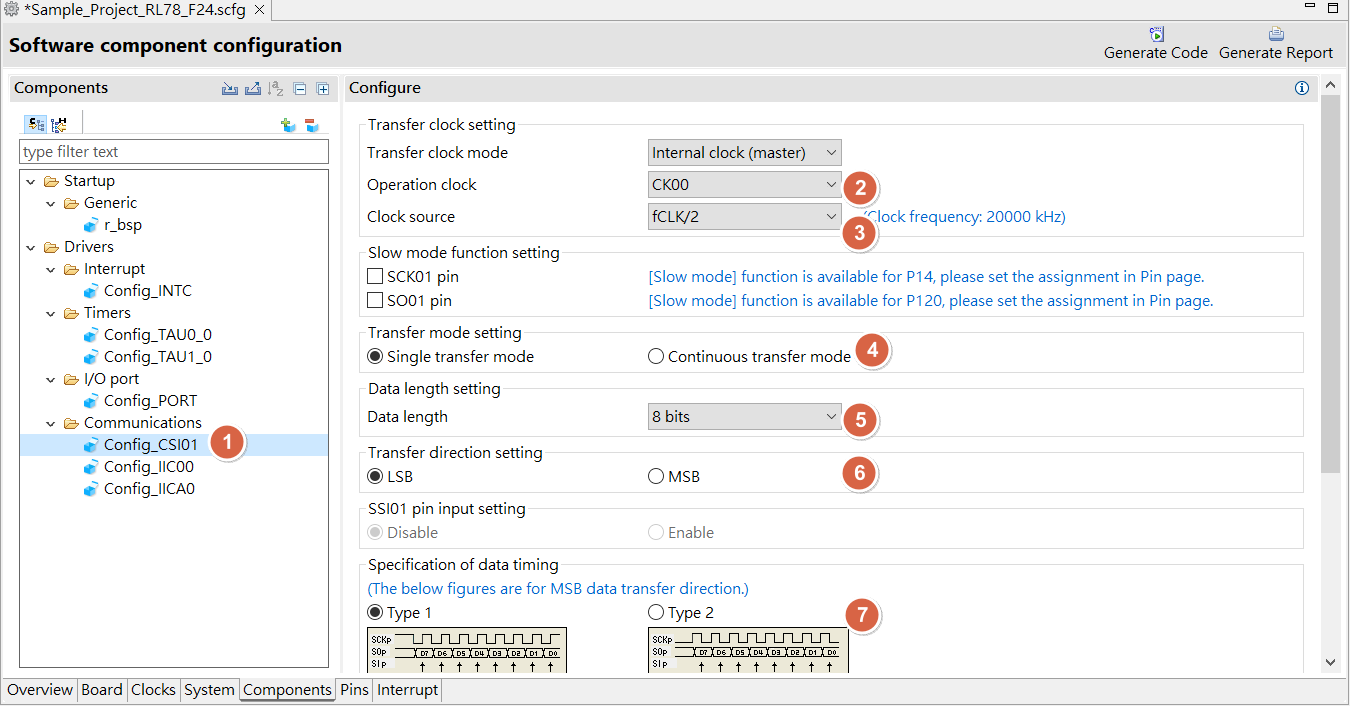 *Sample_Project_RL78_F24.scfg
Software component configuration
Generate Code
Generate Report
Components
type filter text
Startup
Generic
r_bsp
Drivers
Interrupt
Config_INTC
Timers
Config_TAU0_0
Config_TAU1_0
I/O port
Config_PORT
Communications
Config_CSI01
1
Config_IIC00
Config_IICA0
Configure
Transfer clock setting
Transfer clock mode Internal clock (master)
Operation clock CK00 2
Clock source fCLK/2 3 (Clock frequency: 20000 kHz)
Slow mode function setting
SCK01 pin [Slow mode] function is available for P14, please set the assignment in Pin page.
SO01 pin [Slow mode] function is available for P120, please set the assignment in Pin page.
Transfer mode setting
Single transfer mode Continuous transfer mode 4
Data length setting
Data length 8 bits 5
Transfer direction setting
LSB MSB 6
SSI01 pin input setting
Disable Enable
Specification of data timing
(The below figures are for MSB data transfer direction.)
Type 1 Type 2 7
SCKp SCKp
SOp D7 D6 D5 D4 D3 D2 D1 D0 SOp D7 D6 D5 D4 D3 D2 D1 D0
SIp SIp
Overview Board Clocks System Components Pins Interrupt